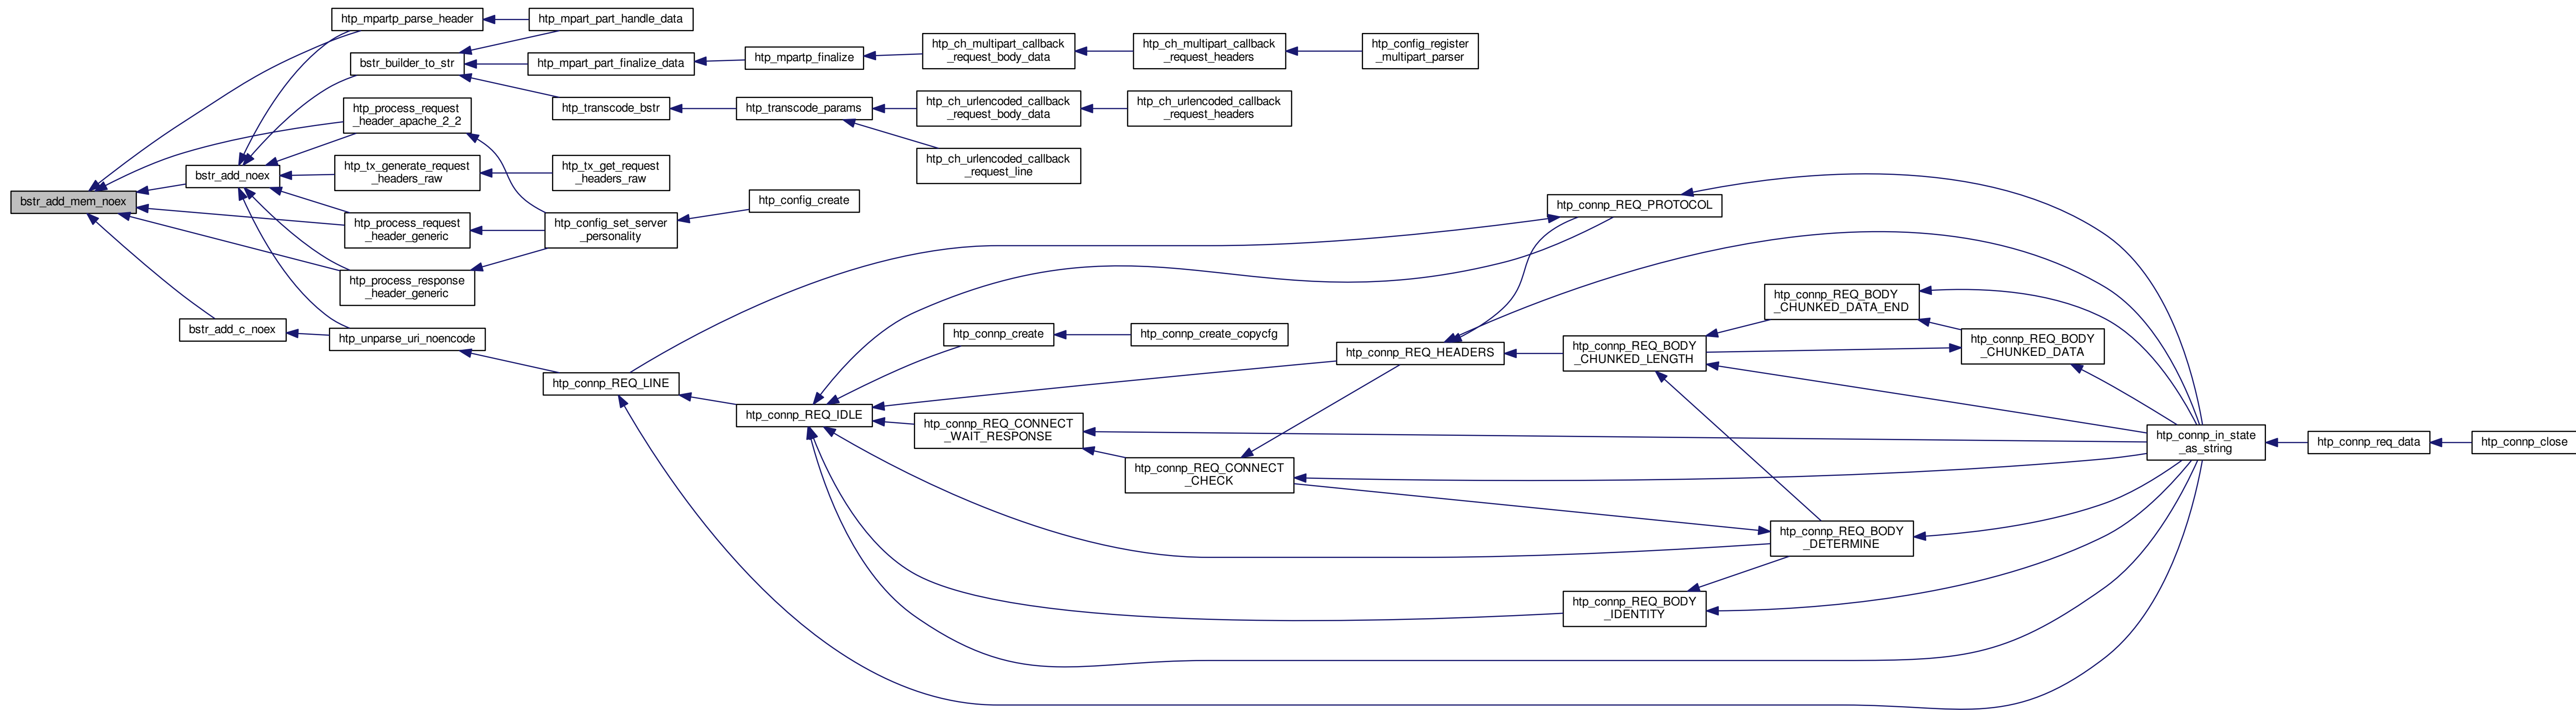 bstr_add_mem_noex
htp_mpartp_parse_header
htp_mpart_part_handle_data
bstr_builder_to_str
htp_mpart_part_finalize_data
htp_mpartp_finalize
htp_ch_multipart_callback
_request_body_data
htp_ch_multipart_callback
_request_headers
htp_config_register
_multipart_parser
htp_process_request
_header_apache_2_2
htp_transcode_bstr
htp_transcode_params
htp_ch_urlencoded_callback
_request_body_data
htp_ch_urlencoded_callback
_request_headers
htp_ch_urlencoded_callback
_request_line
bstr_add_noex
htp_tx_generate_request
_headers_raw
htp_tx_get_request
_headers_raw
htp_process_request
_header_generic
htp_config_set_server
_personality
htp_config_create
htp_process_response
_header_generic
bstr_add_c_noex
htp_unparse_uri_noencode
htp_connp_REQ_LINE
htp_connp_REQ_IDLE
htp_connp_create
htp_connp_create_copycfg
htp_connp_REQ_CONNECT
_WAIT_RESPONSE
htp_connp_REQ_CONNECT
_CHECK
htp_connp_REQ_HEADERS
htp_connp_REQ_PROTOCOL
htp_connp_REQ_BODY
_CHUNKED_LENGTH
htp_connp_REQ_BODY
_CHUNKED_DATA_END
htp_connp_REQ_BODY
_CHUNKED_DATA
htp_connp_REQ_BODY
_DETERMINE
htp_connp_REQ_BODY
_IDENTITY
htp_connp_in_state
_as_string
htp_connp_req_data
htp_connp_close